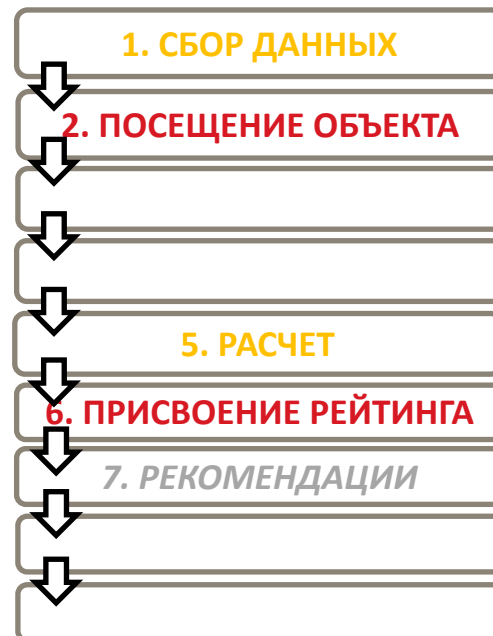 1. СБОР ДАННЫХ
2. ПОСЕЩЕНИЕ ОБЪЕКТА
5. РАСЧЕТ
6. ПРИСВОЕНИЕ РЕЙТИНГА
7. РЕКОМЕНДАЦИИ